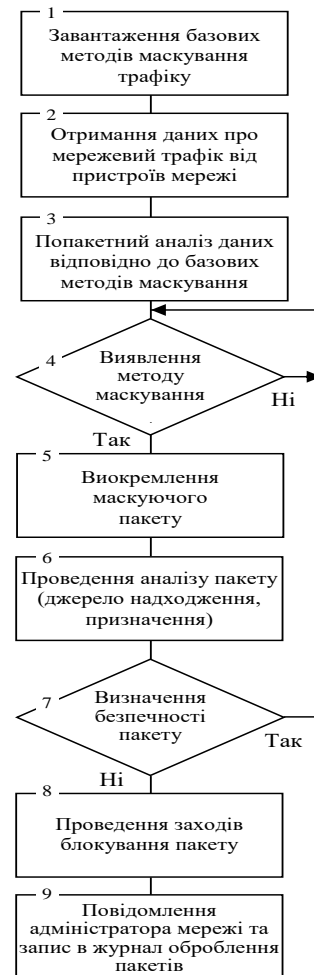 1
Завантаження базових
методів маскування
трафіку
2
Отримання даних про
мережевий трафік від
пристроїв мережі
3
Попакетний аналіз даних
відповідно до базових
методів маскування
4
Виявлення
методу
маскування
Ні
Так
5
Виокремлення
маскуючого
пакету
6
Проведення аналізу пакету
(джерело надходження,
призначення)
7
Визначення
безпечності
пакету
Так
Ні
8
Проведення заходів
блокування пакету
9
Повідомлення
адміністратора мережі та
запис в журнал оброблення
пакетів